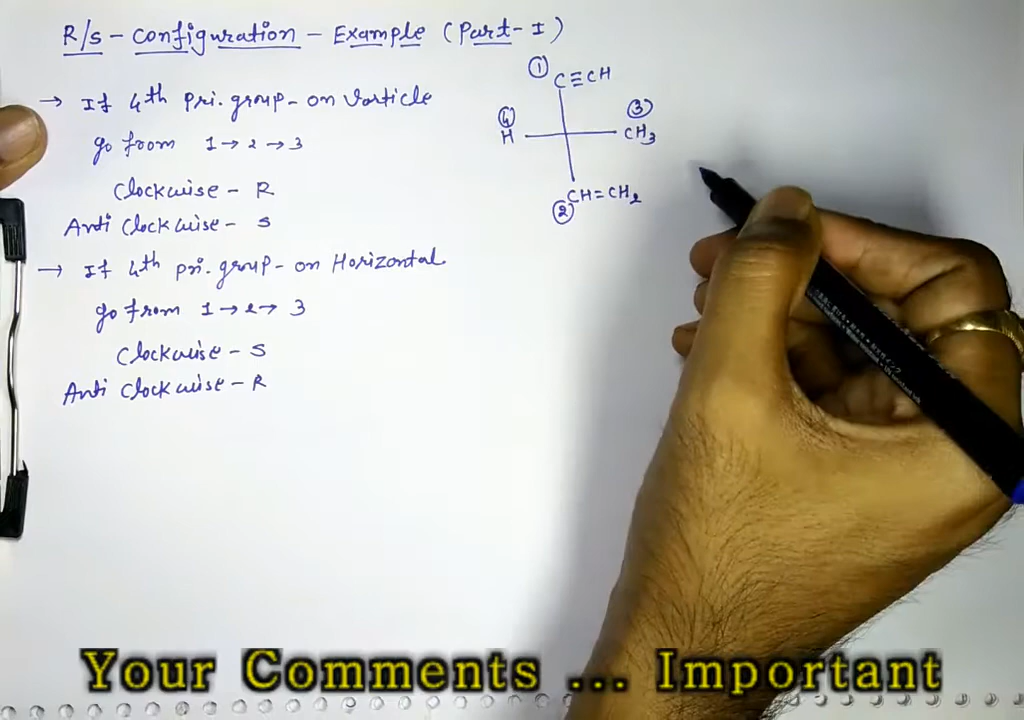 R/s - configuration - Example (Part-I)
→ If 4th pri. group - on Varticle
go from 1 → 2 → 3
Clockwise - R
Anti Clockwise - S
→ If 4th pri. group - on Horizontal
go from 1 → 2 → 3
Clockwise - S
Anti Clockwise - R
①
C≡CH
④
H
③
CH3
CH=CH2
②
Your Comments ... Important